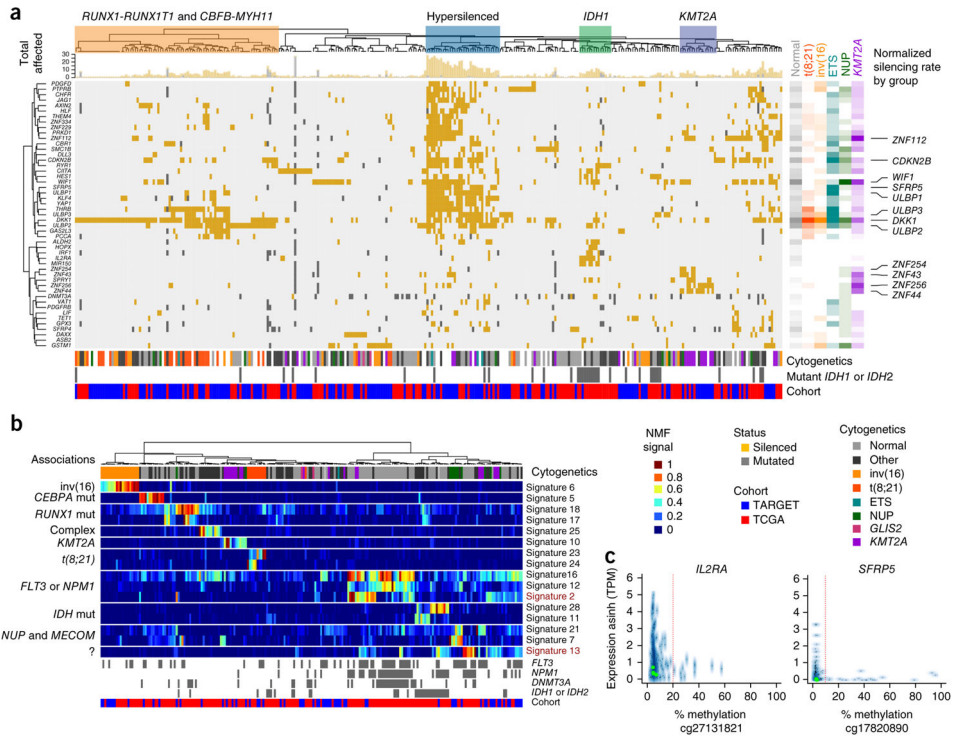 a
RUNX1-RUNX1T1 and CBFB-MYH11
Hypersilenced
IDH1
KMT2A
Total affected
30
20
10
0
Normal
t(8;21)
inv(16)
ETS
NUP
KMT2A
Normalized
silencing rate
by group
PDGFD
PTPRB
CHFR
JAG1
AXIN2
HLF
THEM4
ZNF334
ZNF229
PRKD1
ZNF112
CBR1
SMC1B
DLL3
CDKN2B
RYR1
CIITA
HES1
WIF1
SFRP5
ULBP1
KLF4
YAP1
THRB
ULBP3
DKK1
ULBP2
GAS2L3
PCCA
ALDH2
HOPX
IRF1
IL2RA
MIR150
ZNF254
ZNF43
SPRY1
ZNF256
ZNF44
DNMT3A
VAT1
PDGFRB
LIF
TET1
GPX3
SFRP4
DAXX
ASB2
GSTM1
ZNF112
CDKN2B
WIF1
SFRP5
ULBP1
ULBP3
DKK1
ULBP2
ZNF254
ZNF43
ZNF256
ZNF44
Cytogenetics
Mutant IDH1 or IDH2
Cohort
b
Associations
Cytogenetics
inv(16)
Signature 6
CEBPA mut
Signature 5
RUNX1 mut
Signature 18
Signature 17
Complex
Signature 25
KMT2A
Signature 10
t(8;21)
Signature 23
Signature 24
FLT3 or NPM1
Signature16
Signature 12
Signature 2
IDH mut
Signature 28
Signature 11
NUP and MECOM
Signature 21
Signature 7
?
Signature 13
FLT3
NPM1
DNMT3A
IDH1 or IDH2
Cohort
NMF
signal
1
0.8
0.6
0.4
0.2
0
Status
Silenced
Mutated
Cohort
TARGET
TCGA
Cytogenetics
Normal
Other
inv(16)
t(8;21)
ETS
NUP
GLIS2
KMT2A
c
IL2RA
SFRP5
Expression asinh (TPM)
6
5
4
3
2
1
0
0 20 40 60 80 100
% methylation
cg27131821
6
5
4
3
2
1
0
0 20 40 60 80 100
% methylation
cg17820890